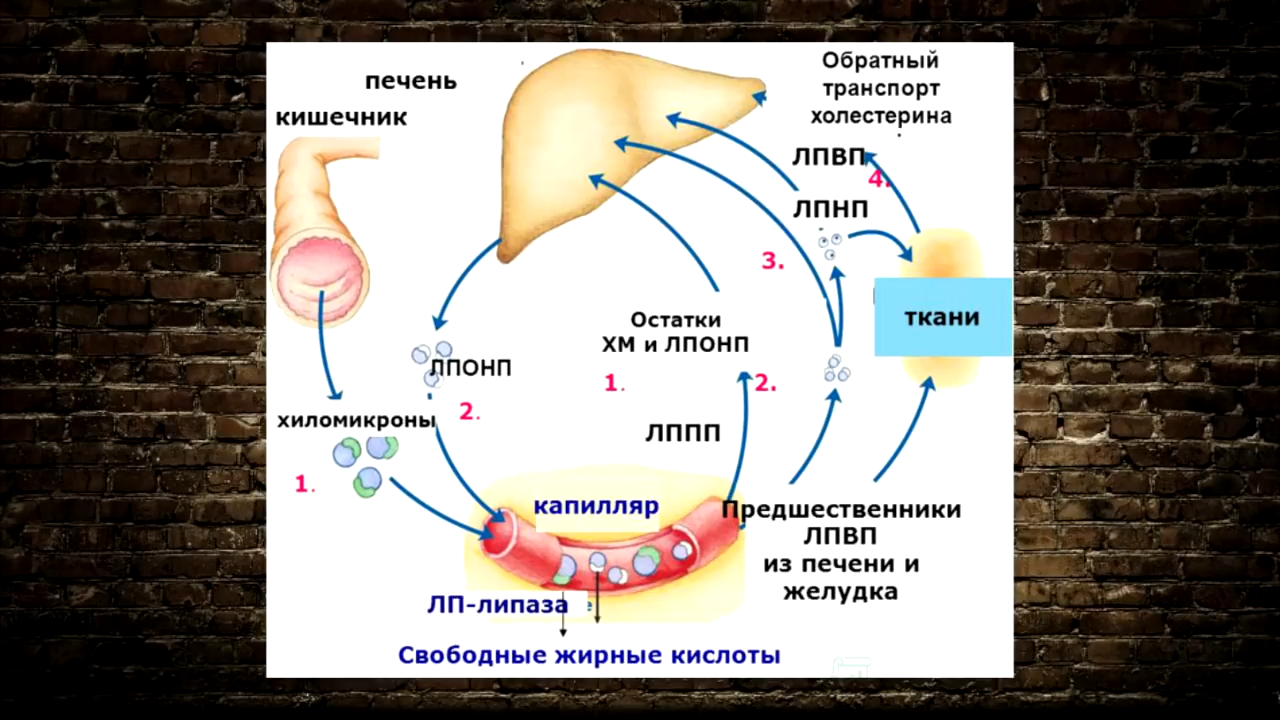 печень
кишечник
Обратный
транспорт
холестерина
ЛПВП
4.
ЛПНП
3.
ткани
Остатки
ХМ и ЛПОНП
1.
2.
ЛПОНП
2.
хиломикроны
1.
ЛППП
капилляр
Предшественники
ЛПВП
из печени и
желудка
ЛП-липаза
Свободные жирные кислоты